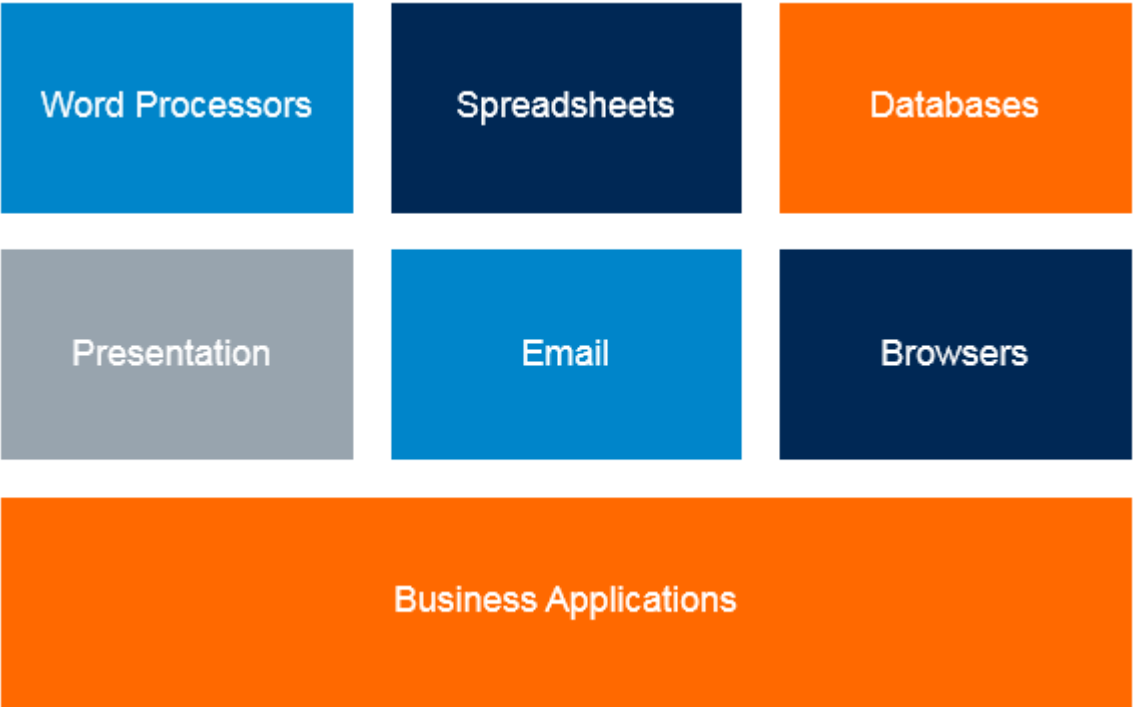 Word Processors
Spreadsheets
Databases
Presentation
Email
Browsers
Business Applications